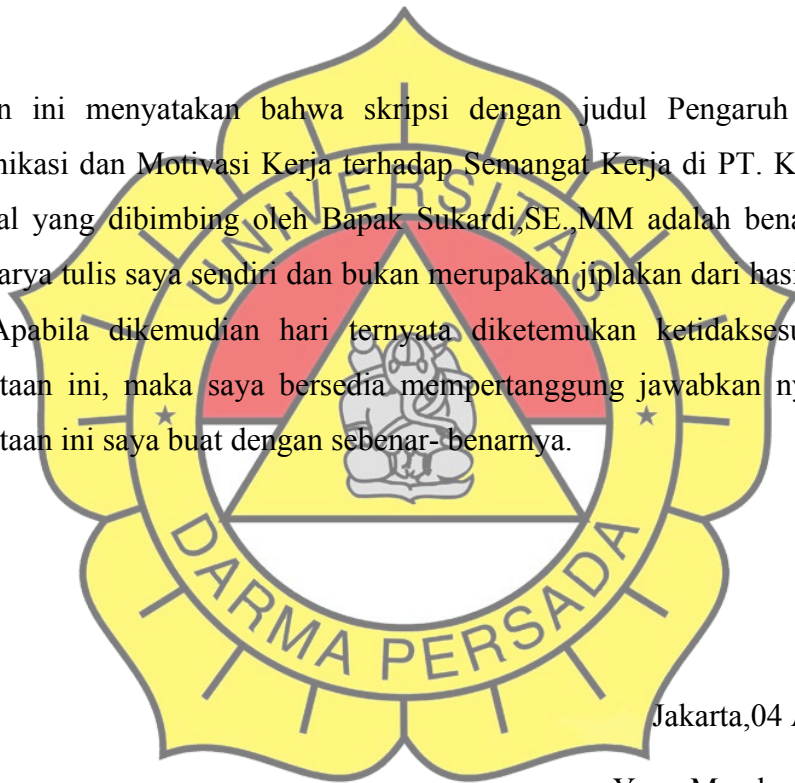 n ini menyatakan bahwa skripsi dengan judul Pengaruh
nikasi dan Motivasi Kerja terhadap Semangat Kerja di PT. K
al yang dibimbing oleh Bapak Sukardi,SE.,MM adalah bena
arya tulis saya sendiri dan bukan merupakan jiplakan dari hasi
Apabila dikemudian hari ternyata diketemukan ketidaksesu
taan ini, maka saya bersedia mempertanggung jawabkan ny
taan ini saya buat dengan sebenar- benarnya.
UNIVERSITAS
DARMA PERSADA
Jakarta,04 A